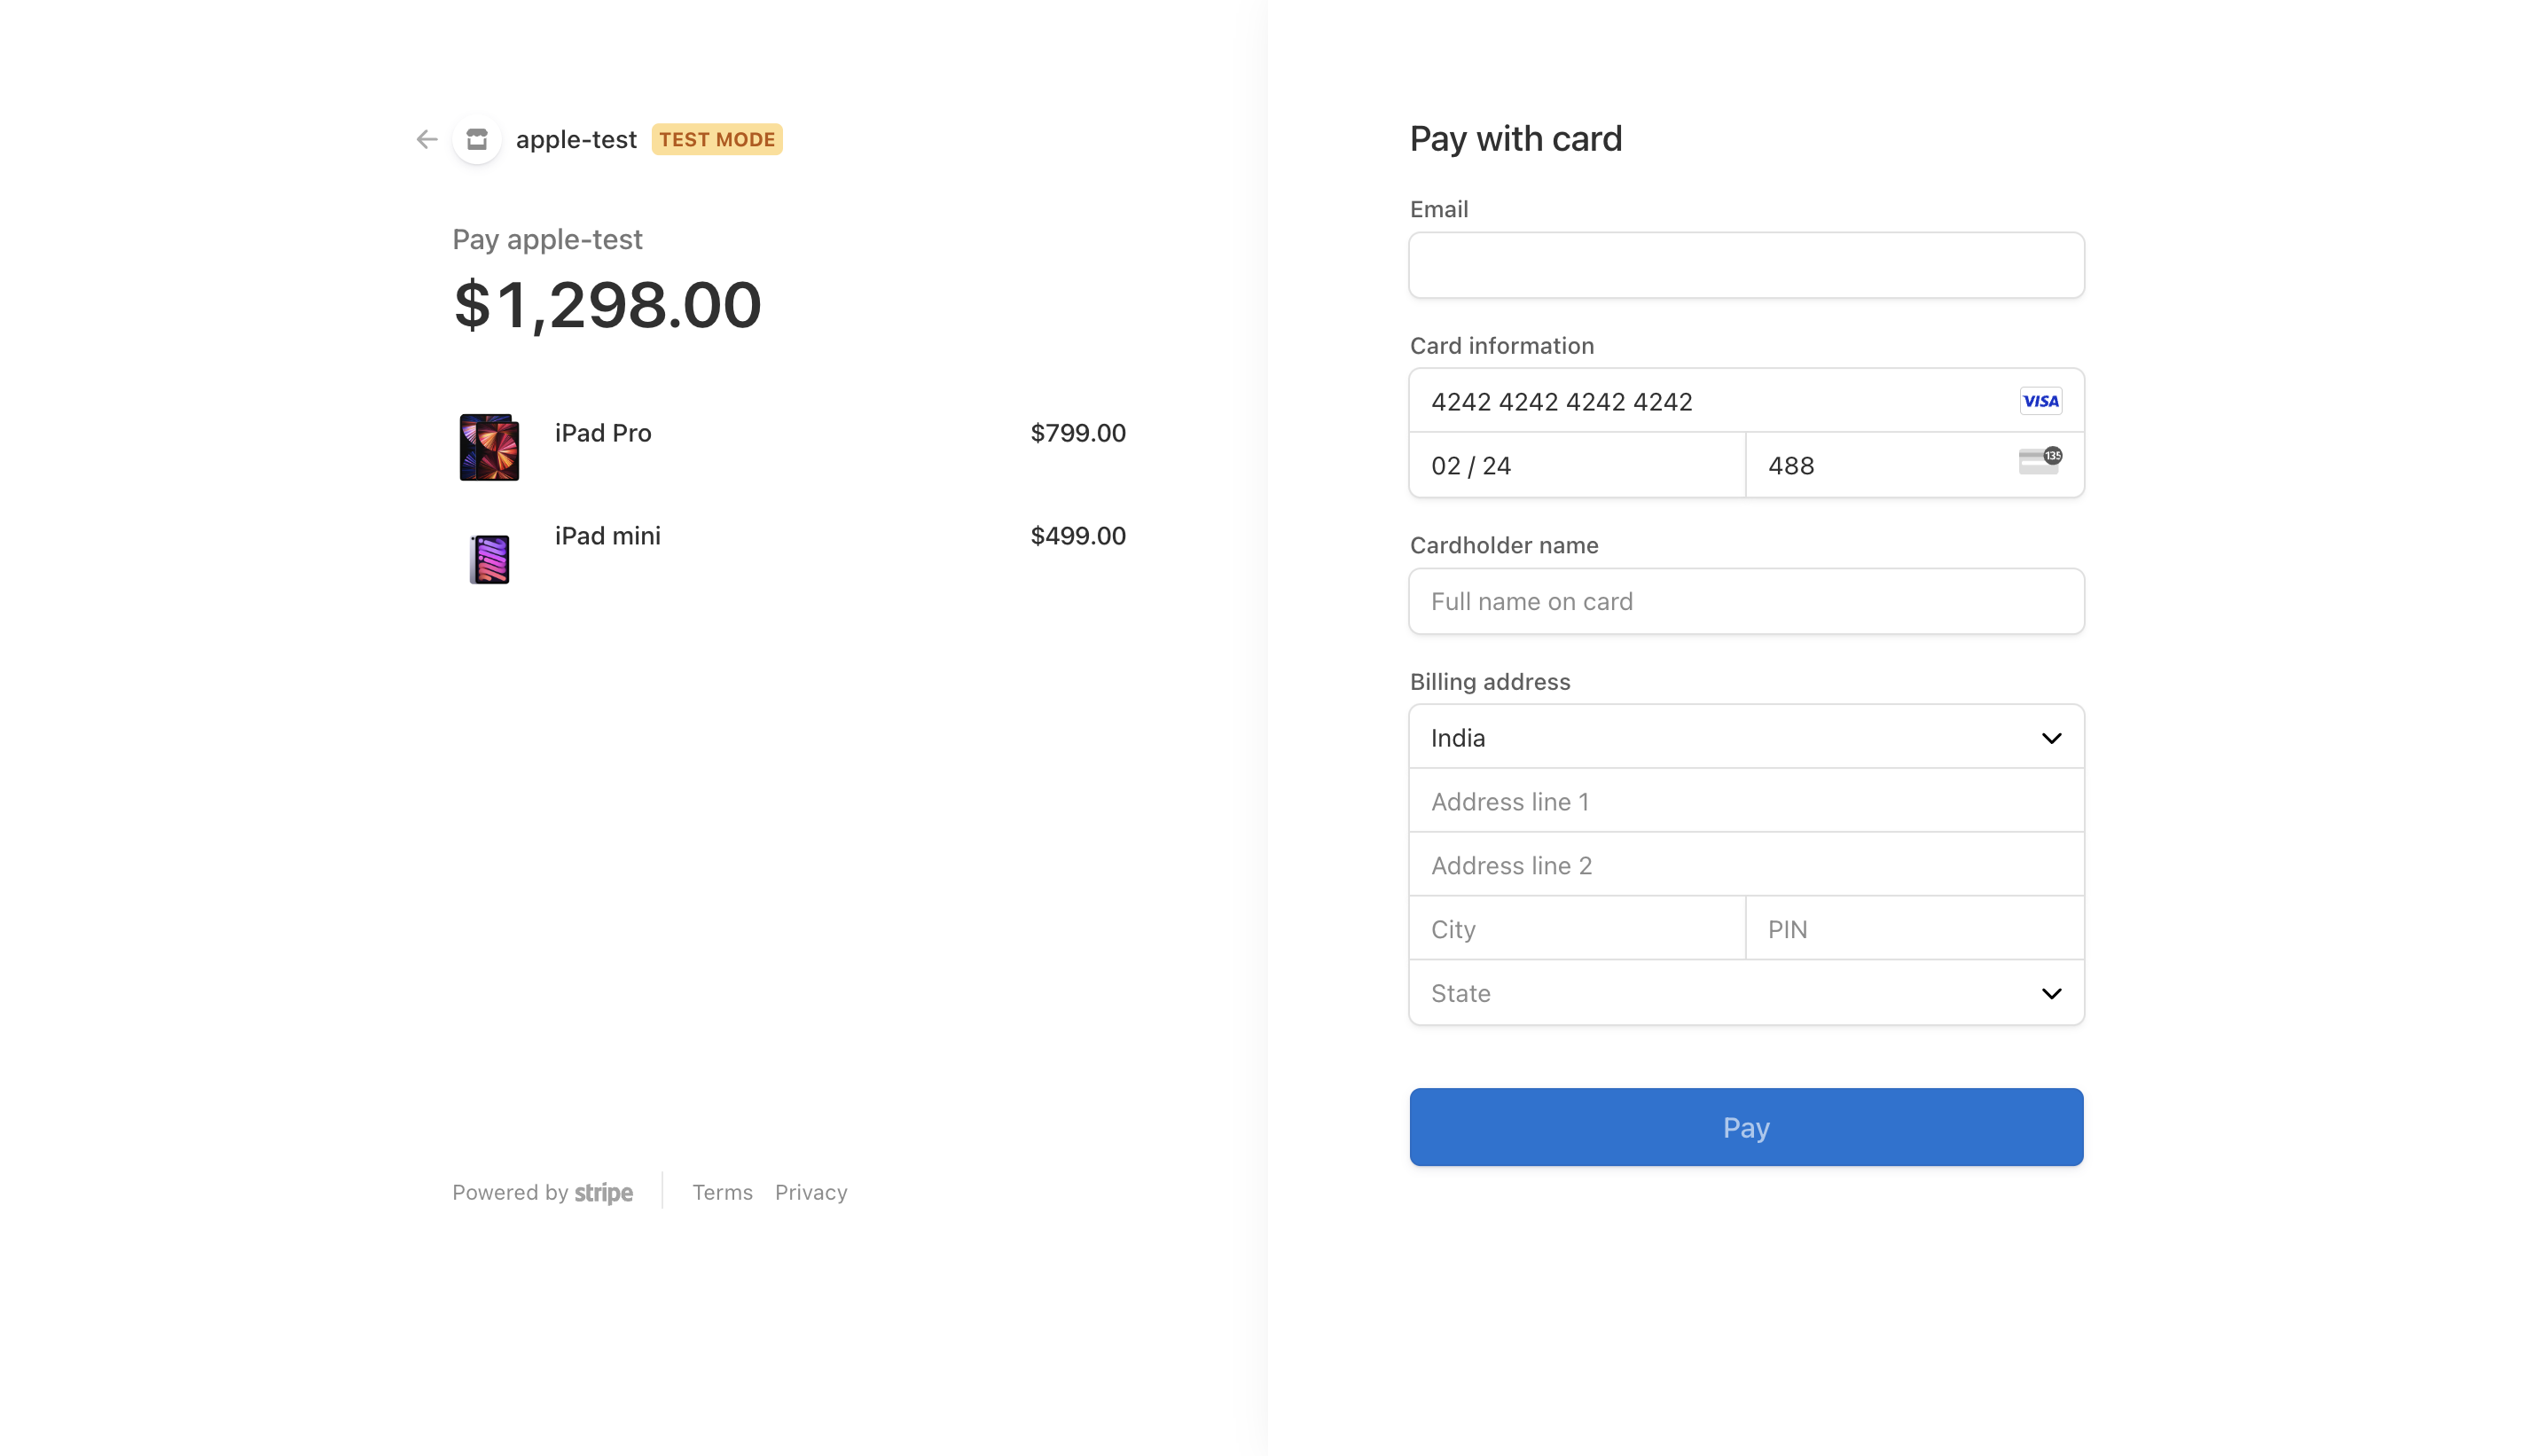 apple-test TEST MODE
Pay apple-test
$1,298.00
iPad Pro $799.00
iPad mini $499.00
Powered by stripe Terms Privacy
Pay with card
Email
Card information
4242 4242 4242 4242 VISA
02 / 24 488 135
Cardholder name
Full name on card
Billing address
India
Address line 1
Address line 2
City PIN
State
Pay